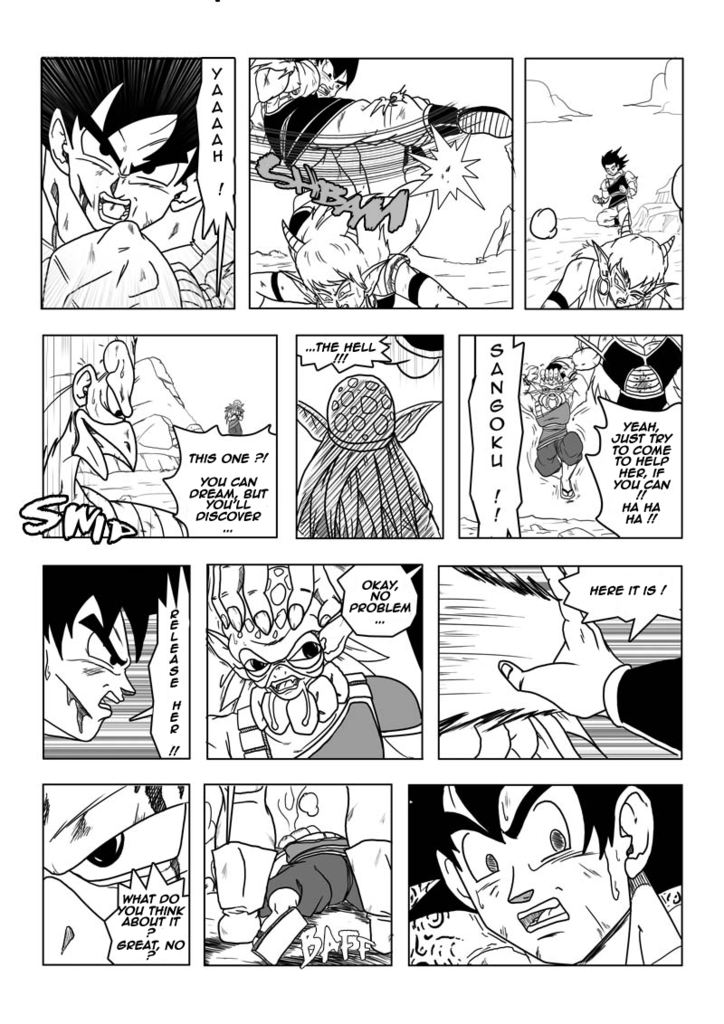 YAAAAH !
SHBAM
THIS ONE ?!
YOU CAN
DREAM, BUT
YOU'LL
DISCOVER
...
SWIP
...THE HELL
!!!
SANGOKU !!
YEAH,
JUST TRY
TO COME
TO HELP
HER, IF
YOU CAN
!!
HA HA
HA !!
RELEASE HER !!
OKAY,
NO
PROBLEM
...
HERE IT IS !
WHAT DO
YOU THINK
ABOUT IT
?
GREAT, NO
?
BAFF